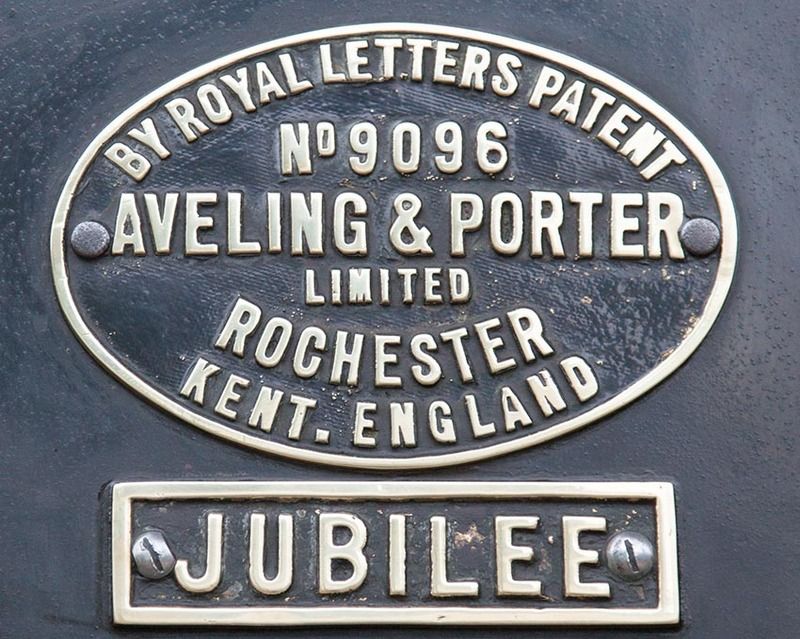 BY ROYAL LETTERS PATENT
No 9096
AVELING & PORTER
LIMITED
ROCHESTER
KENT. ENGLAND
JUBILEE